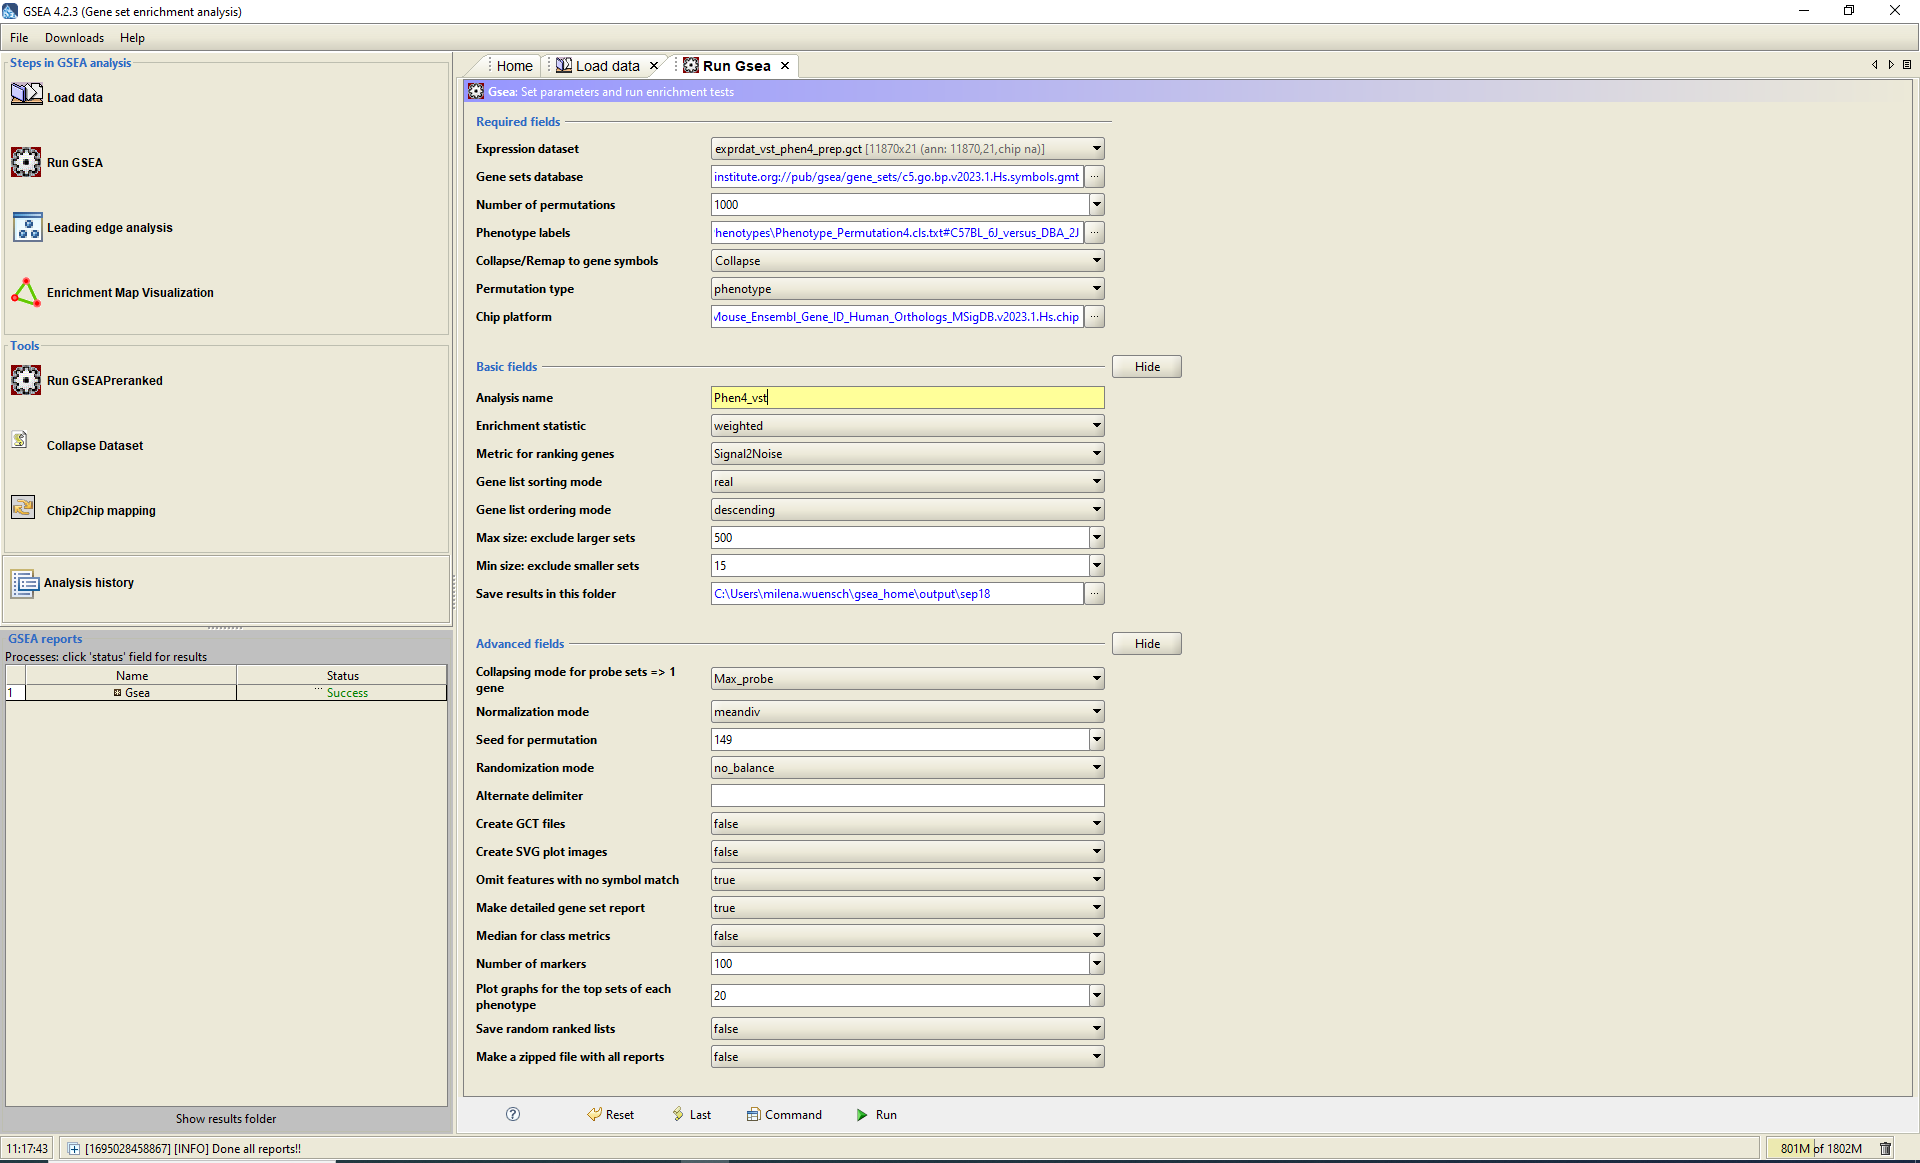 GSEA 4.2.3 (Gene set enrichment analysis)
File Downloads Help
Steps in GSEA analysis
Load data
Run GSEA
Leading edge analysis
Enrichment Map Visualization
Tools
Run GSEAPreranked
Collapse Dataset
Chip2Chip mapping
Analysis history
GSEA reports
Processes: click 'status' field for results
Name Status
1 Gsea ... Success
Show results folder
Home Load data Run Gsea
Gsea: Set parameters and run enrichment tests
Required fields
Expression dataset exprdat_vst_phen4_prep.gct [11870x21 (ann: 11870,21,chip na)]
Gene sets database institute.org://pub/gsea/gene_sets/c5.go.bp.v2023.1.Hs.symbols.gmt ...
Number of permutations 1000
Phenotype labels henotypes\Phenotype_Permutation4.cls.txt#C57BL_6J_versus_DBA_2J ...
Collapse/Remap to gene symbols Collapse
Permutation type phenotype
Chip platform Mouse_Ensembl_Gene_ID_Human_Orthologs_MSigDB.v2023.1.Hs.chip ...
Basic fields Hide
Analysis name Phen4_vst
Enrichment statistic weighted
Metric for ranking genes Signal2Noise
Gene list sorting mode real
Gene list ordering mode descending
Max size: exclude larger sets 500
Min size: exclude smaller sets 15
Save results in this folder C:\Users\milena.wuensch\gsea_home\output\sep18 ...
Advanced fields Hide
Collapsing mode for probe sets => 1
gene Max_probe
Normalization mode meandiv
Seed for permutation 149
Randomization mode no_balance
Alternate delimiter
Create GCT files false
Create SVG plot images false
Omit features with no symbol match true
Make detailed gene set report true
Median for class metrics false
Number of markers 100
Plot graphs for the top sets of each
phenotype 20
Save random ranked lists false
Make a zipped file with all reports false
? Reset Last Command Run
11:17:43 [1695028458867] [INFO] Done all reports!! 801M of 1802M